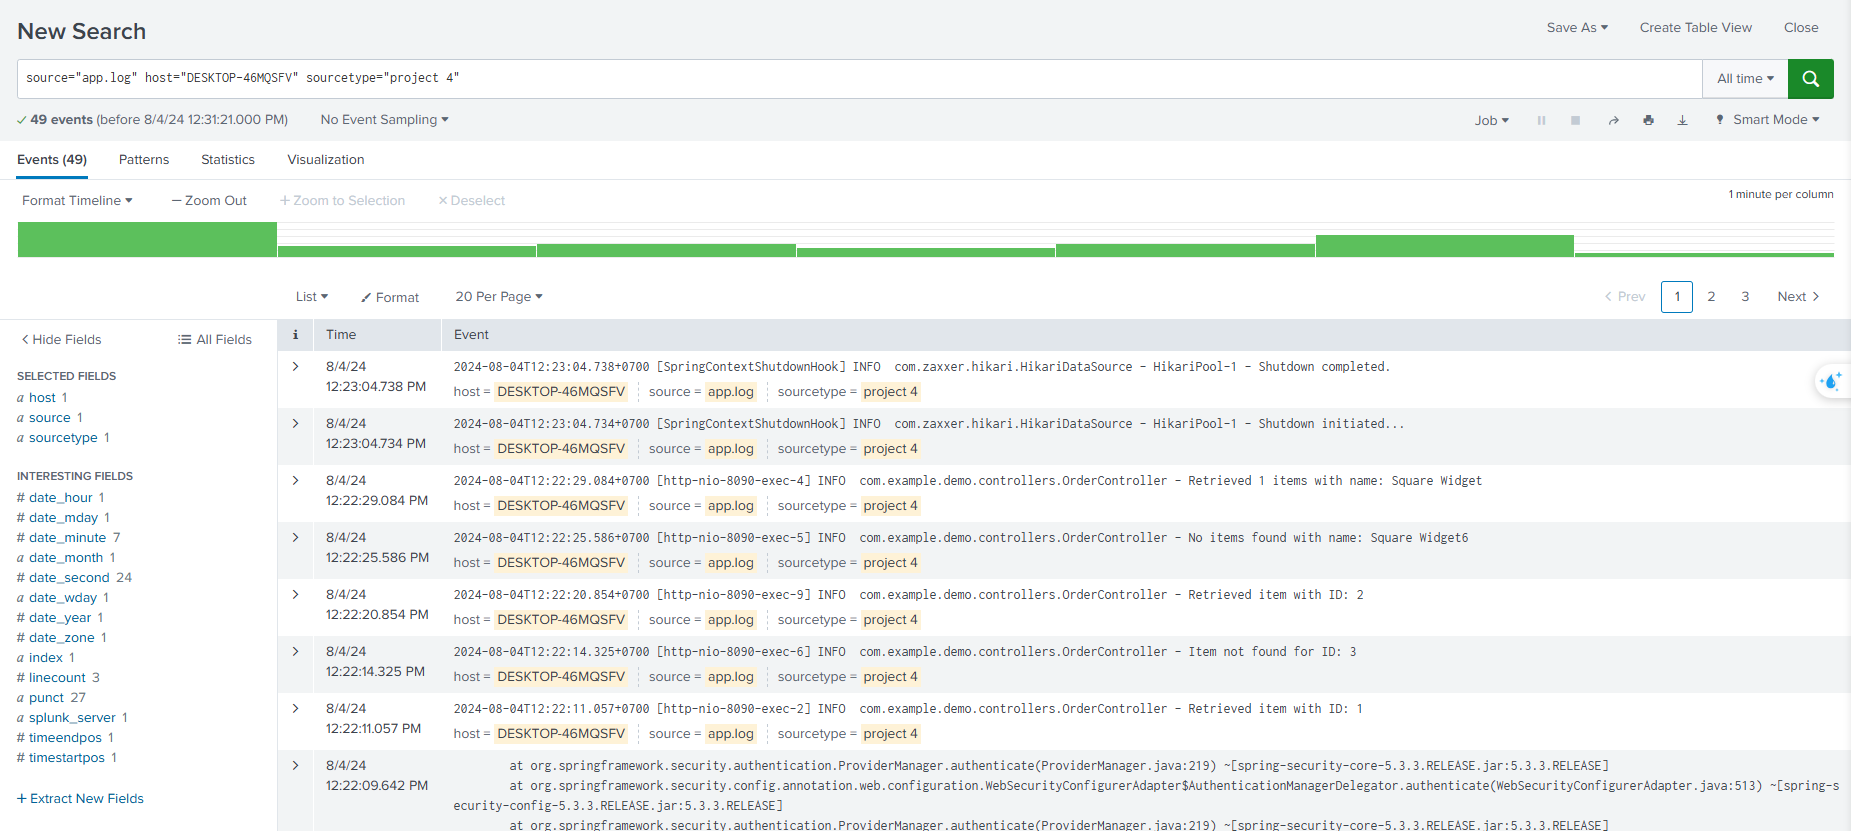 New Search
Save As
Create Table View
Close
source="app.log" host="DESKTOP-46MQSFV" sourcetype="project 4"
All time
49 events (before 8/4/24 12:31:21.000 PM)
No Event Sampling
Job
Smart Mode
Events (49)
Patterns
Statistics
Visualization
Format Timeline
— Zoom Out
+ Zoom to Selection
× Deselect
1 minute per column
List
Format
20 Per Page
< Prev
1
2
3
Next >
< Hide Fields
All Fields
i
Time
Event
SELECTED FIELDS
a host 1
a source 1
a sourcetype 1
INTERESTING FIELDS
# date_hour 1
# date_mday 1
# date_minute 7
a date_month 1
# date_second 24
a date_wday 1
# date_year 1
# date_zone 1
a index 1
# linecount 3
a punct 27
a splunk_server 1
# timeendpos 1
# timestartpos 1
+ Extract New Fields
8/4/24
12:23:04.738 PM
2024-08-04T12:23:04.738+0700 [SpringContextShutdownHook] INFO  com.zaxxer.hikari.HikariDataSource - HikariPool-1 - Shutdown completed.
host = DESKTOP-46MQSFV source = app.log sourcetype = project 4
8/4/24
12:23:04.734 PM
2024-08-04T12:23:04.734+0700 [SpringContextShutdownHook] INFO  com.zaxxer.hikari.HikariDataSource - HikariPool-1 - Shutdown initiated...
host = DESKTOP-46MQSFV source = app.log sourcetype = project 4
8/4/24
12:22:29.084 PM
2024-08-04T12:22:29.084+0700 [http-nio-8090-exec-4] INFO  com.example.demo.controllers.OrderController - Retrieved 1 items with name: Square Widget
host = DESKTOP-46MQSFV source = app.log sourcetype = project 4
8/4/24
12:22:25.586 PM
2024-08-04T12:22:25.586+0700 [http-nio-8090-exec-5] INFO  com.example.demo.controllers.OrderController - No items found with name: Square Widget6
host = DESKTOP-46MQSFV source = app.log sourcetype = project 4
8/4/24
12:22:20.854 PM
2024-08-04T12:22:20.854+0700 [http-nio-8090-exec-9] INFO  com.example.demo.controllers.OrderController - Retrieved item with ID: 2
host = DESKTOP-46MQSFV source = app.log sourcetype = project 4
8/4/24
12:22:14.325 PM
2024-08-04T12:22:14.325+0700 [http-nio-8090-exec-6] INFO  com.example.demo.controllers.OrderController - Item not found for ID: 3
host = DESKTOP-46MQSFV source = app.log sourcetype = project 4
8/4/24
12:22:11.057 PM
2024-08-04T12:22:11.057+0700 [http-nio-8090-exec-2] INFO  com.example.demo.controllers.OrderController - Retrieved item with ID: 1
host = DESKTOP-46MQSFV source = app.log sourcetype = project 4
8/4/24
12:22:09.642 PM
at org.springframework.security.authentication.ProviderManager.authenticate(ProviderManager.java:219) ~[spring-security-core-5.3.3.RELEASE.jar:5.3.3.RELEASE]
at org.springframework.security.config.annotation.web.configuration.WebSecurityConfigurerAdapter$AuthenticationManagerDelegator.authenticate(WebSecurityConfigurerAdapter.java:513) ~[spring-s
ecurity-config-5.3.3.RELEASE.jar:5.3.3.RELEASE]
at org.springframework.security.authentication.ProviderManager.authenticate(ProviderManager.java:219) ~[spring-security-core-5.3.3.RELEASE.jar:5.3.3.RELEASE]